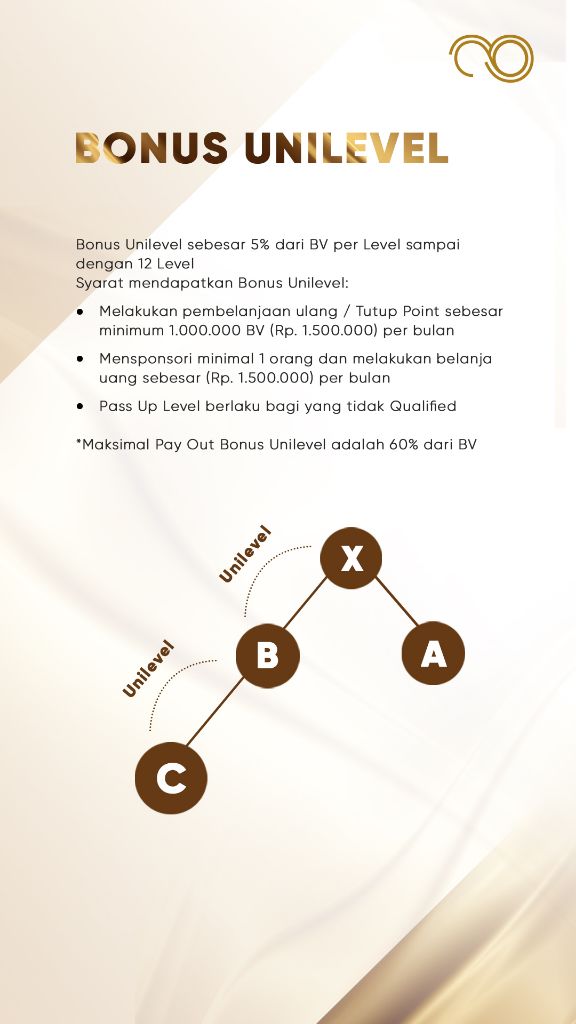 BONUS UNILEVEL
Bonus Unilevel sebesar 5% dari BV per Level sampai
dengan 12 Level
Syarat mendapatkan Bonus Unilevel:
• Melakukan pembelanjaan ulang / Tutup Point sebesar
minimum 1.000.000 BV (Rp. 1.500.000) per bulan
• Mensponsori minimal 1 orang dan melakukan belanja
uang sebesar (Rp. 1.500.000) per bulan
• Pass Up Level berlaku bagi yang tidak Qualified
*Maksimal Pay Out Bonus Unilevel adalah 60% dari BV
Unilevel
X
B
A
Unilevel
C